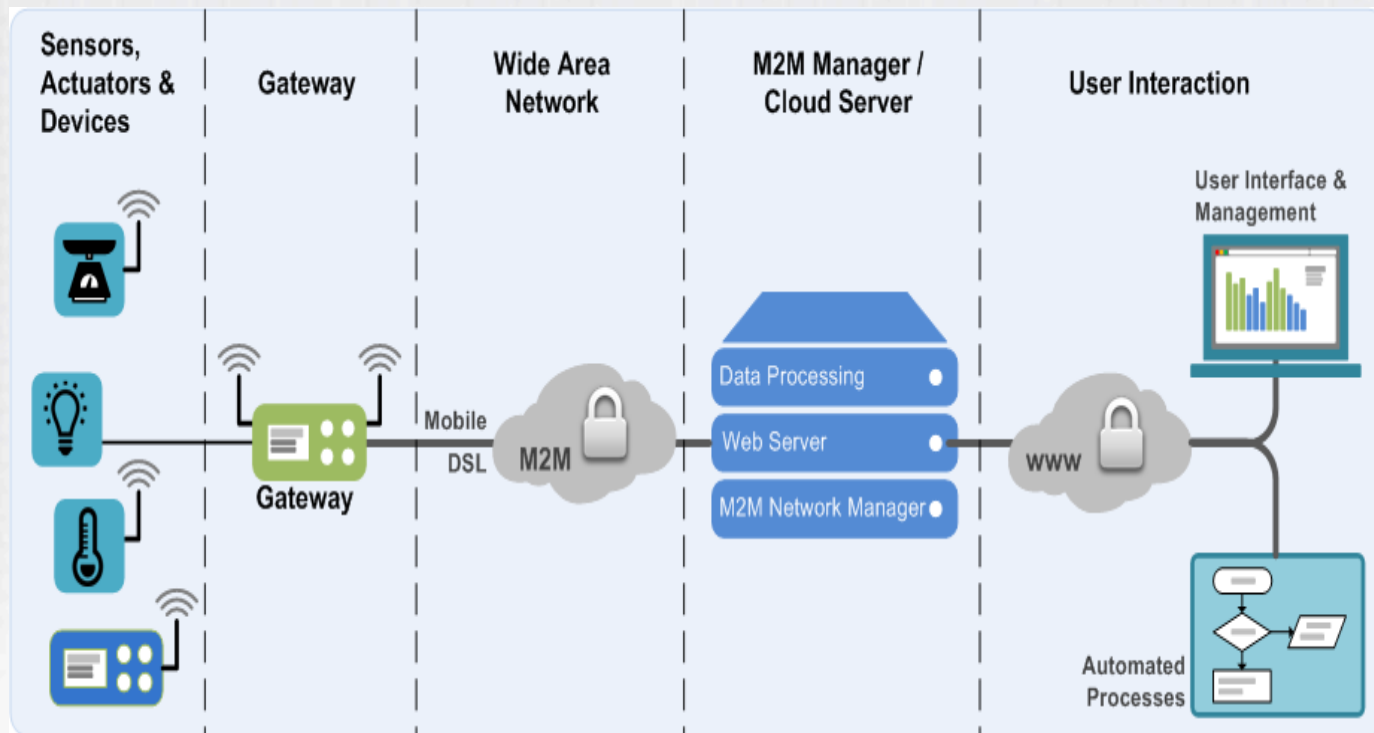 Sensors,
Actuators &
Devices
Gateway
Wide Area
Network
M2M Manager /
Cloud Server
User Interaction
User Interface &
Management
Data Processing
Web Server
M2M Network Manager
Mobile
DSL
M2M
Gateway
www
Automated
Processes